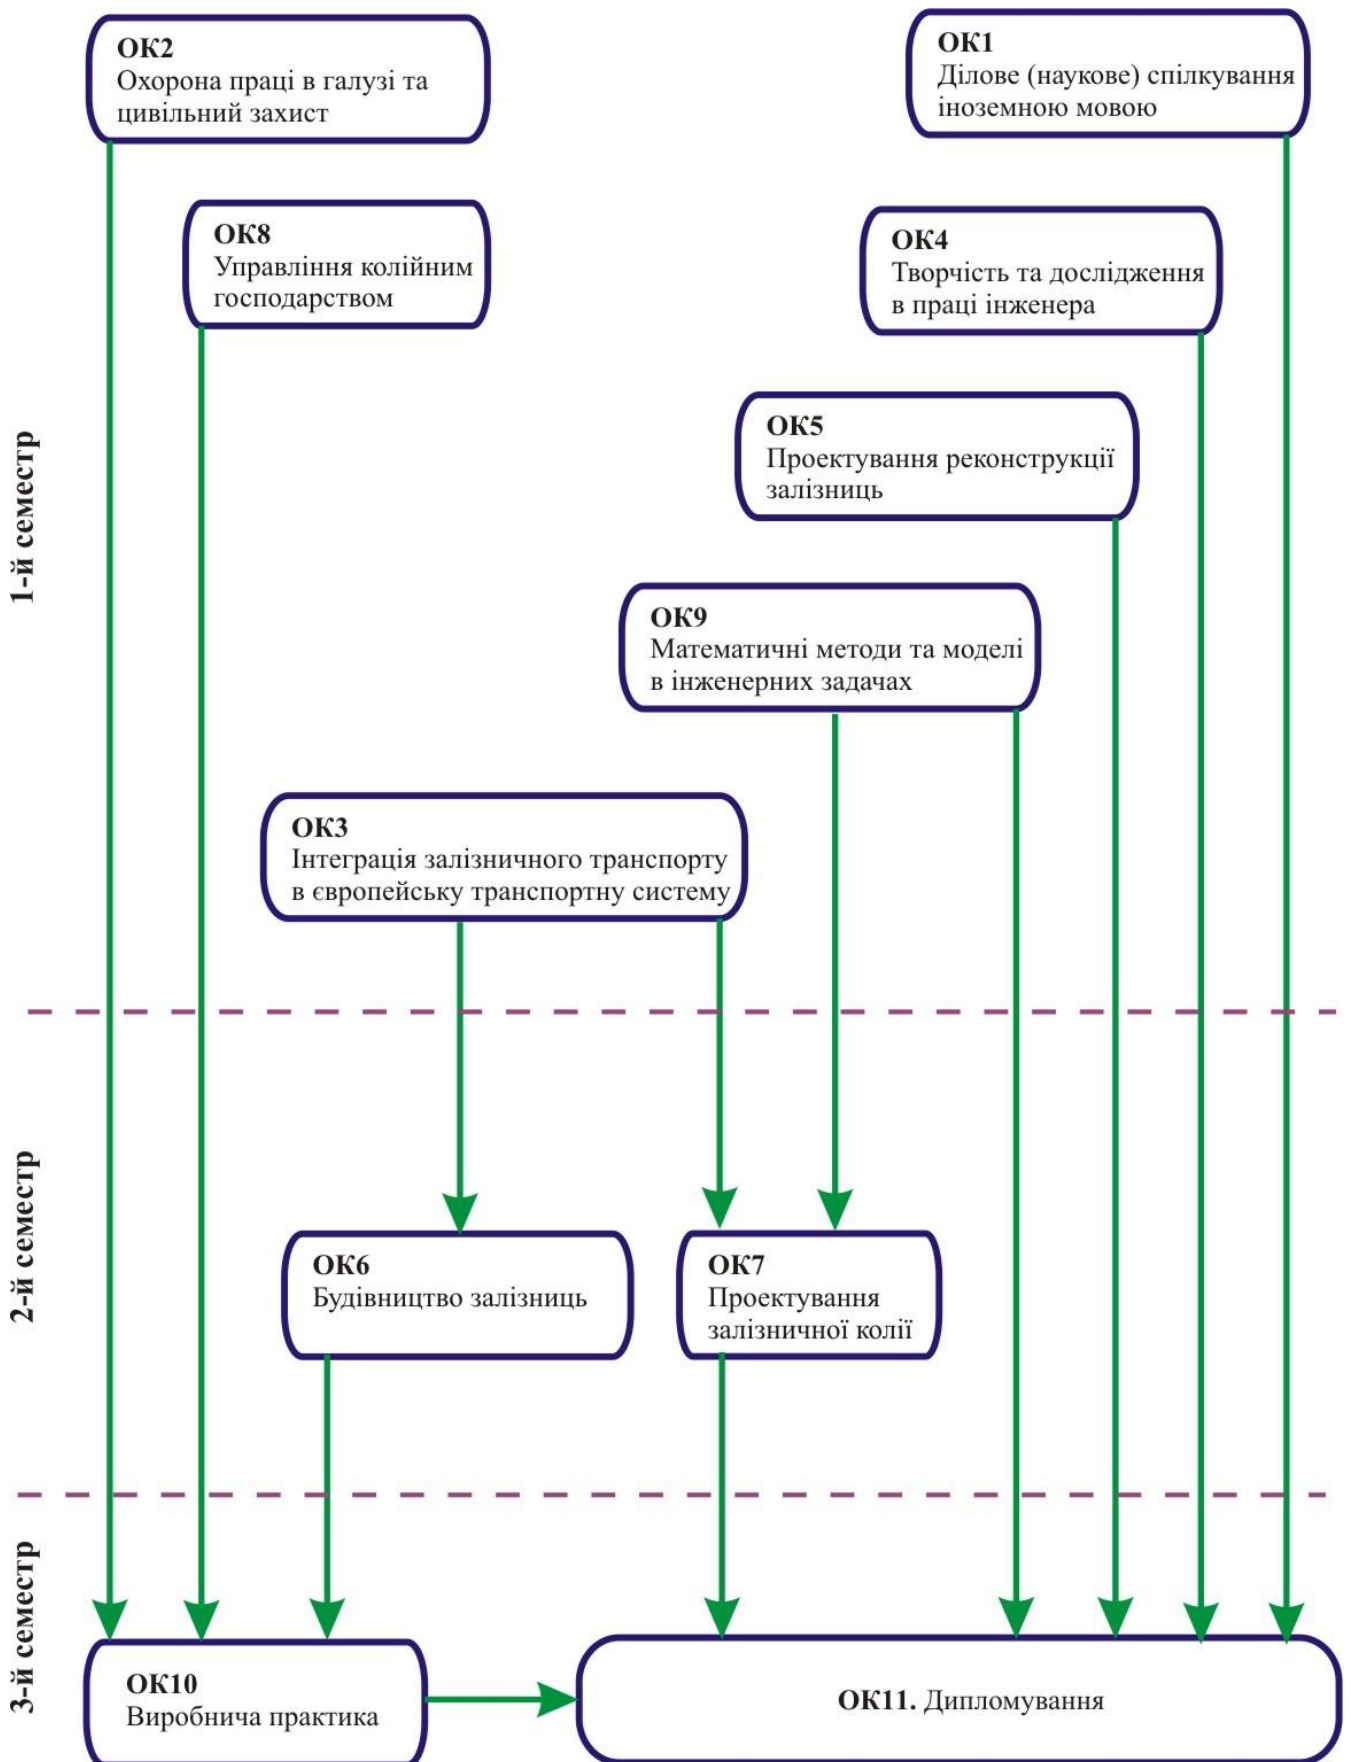 ОК2
Охорона праці в галузі та
цивільний захист
ОК1
Ділове (наукове) спілкування
іноземною мовою
ОК8
Управління колійним
господарством
ОК4
Творчість та дослідження
в праці інженера
1-й семестр
ОК5
Проектування реконструкції
залізниць
ОК9
Математичні методи та моделі
в інженерних задачах
ОК3
Інтеграція залізничного транспорту
в європейську транспортну систему
2-й семестр
ОК6
Будівництво залізниць
ОК7
Проектування
залізничної колії
3-й семестр
ОК10
Виробнича практика
ОК11. Дипломування